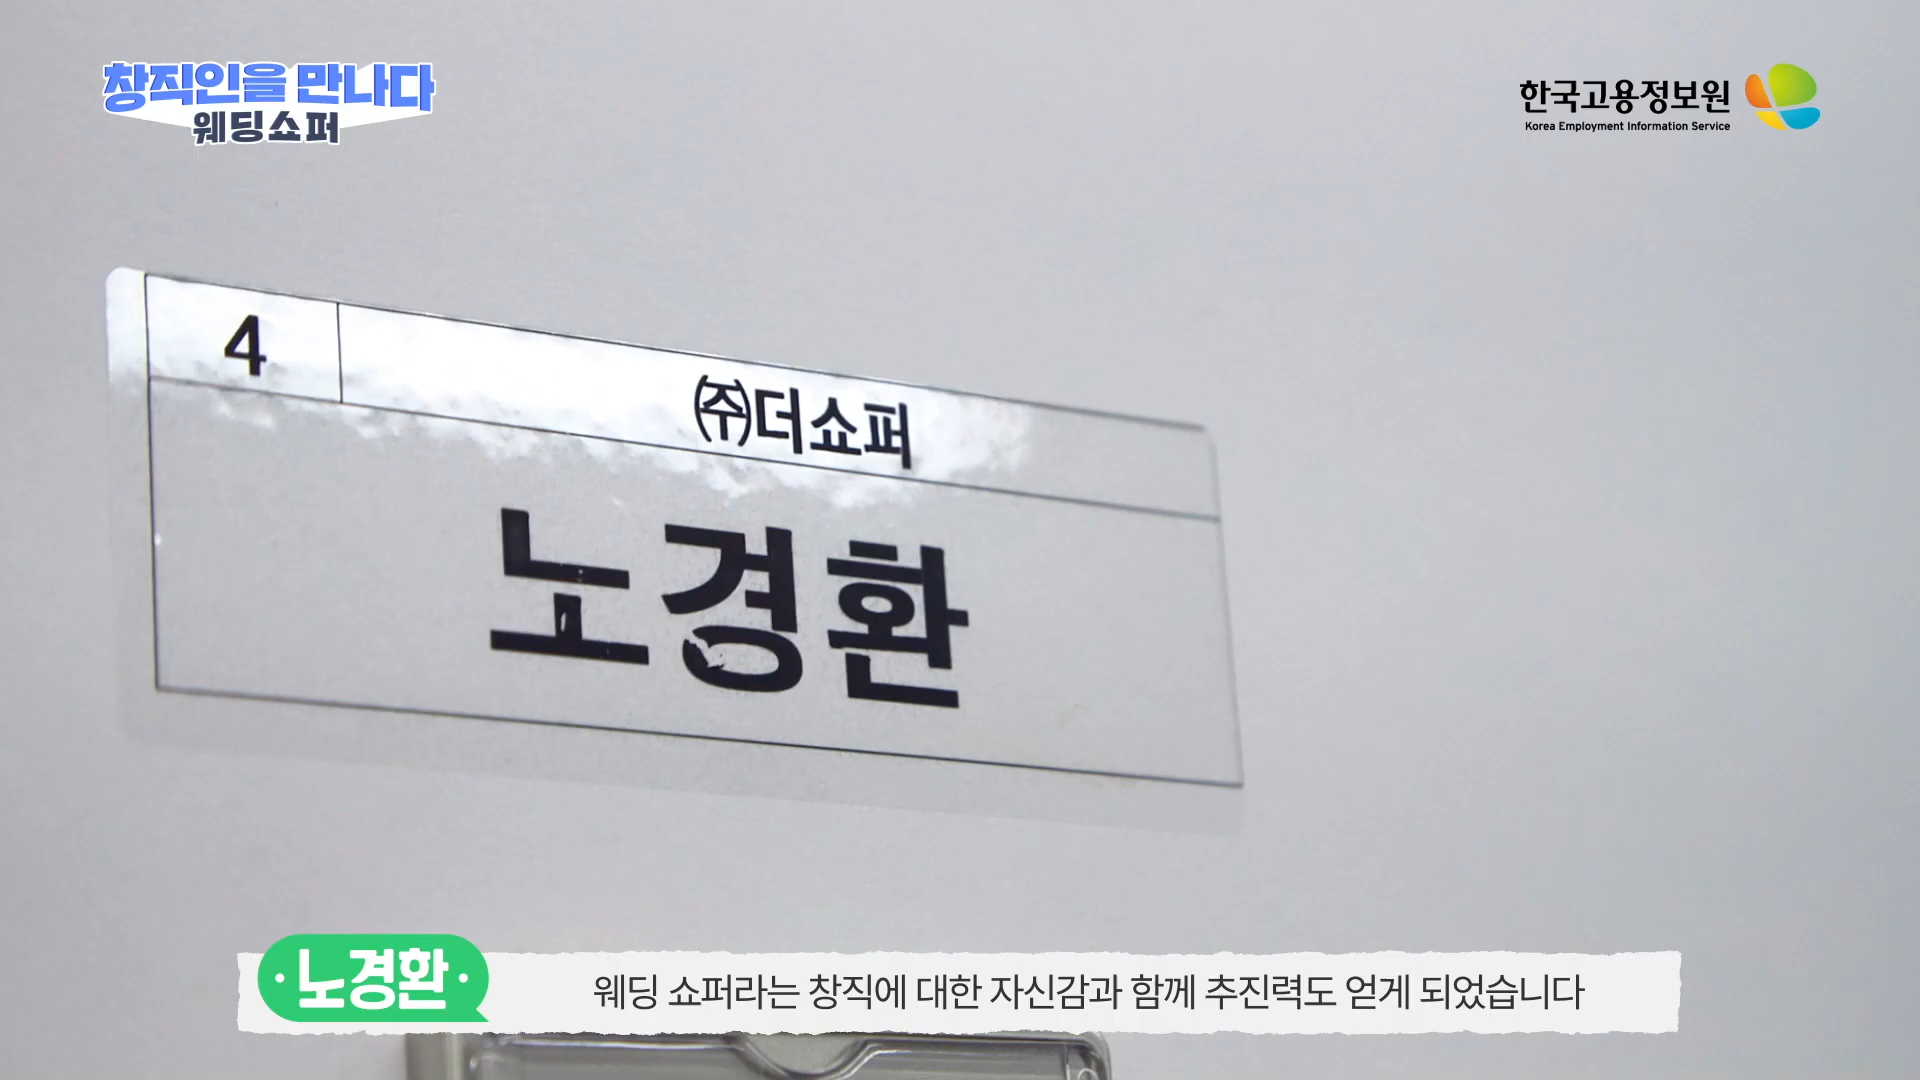 창직인을 만나다
웨딩쇼퍼
한국고용정보원
Korea Employment Information Service
4
㈜더쇼퍼
노경환
·노경환·
웨딩 쇼퍼라는 창직에 대한 자신감과 함께 추진력도 얻게 되었습니다